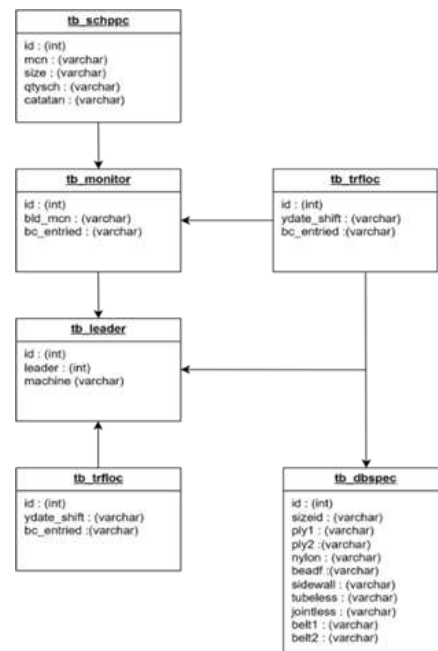 tb_schppc
id : (int)
mcn : (varchar)
size : (varchar)
qtysch : (varchar)
catatan : (varchar)
tb_monitor
id : (int)
bld_mcn : (varchar)
bc_entried : (varchar)
tb_trfloc
id : (int)
ydate_shift : (varchar)
bc_entried :(varchar)
tb_leader
id : (int)
leader : (int)
machine (varchar)
tb_trfloc
id : (int)
ydate_shift : (varchar)
bc_entried :(varchar)
tb_dbspec
id : (int)
sizeid : (varchar)
ply1 : (varchar)
ply2 :(varchar)
nylon : (varchar)
beadf :(varchar)
sidewall : (varchar)
tubeless : (varchar)
jointless : (varchar)
belt1 : (varchar)
belt2 : (varchar)